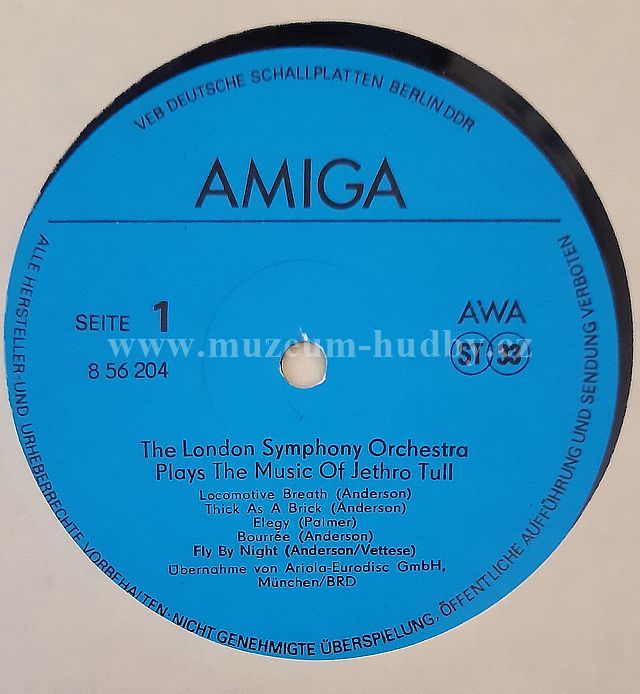 VEB DEUTSCHE SCHALLPLATTEN BERLIN DDR
AMIGA
SEITE 1
8 56 204
AWA
ST 33
www.muzeum-hudby.cz
The London Symphony Orchestra
Plays The Music Of Jethro Tull
Locomotive Breath (Anderson)
Thick As A Brick (Anderson)
Elegy (Palmer)
Bourrée (Anderson)
Fly By Night (Anderson/Vettese)
Übernahme von Ariola-Eurodisc GmbH,
München/BRD
ALLE HERSTELLER-UND URHEBERRECHTE VORBEHALTEN·NICHT GENEHMIGTE ÜBERSPIELUNG, ÖFFENTLICHE AUFFÜHRUNG UND SENDUNG VERBOTEN